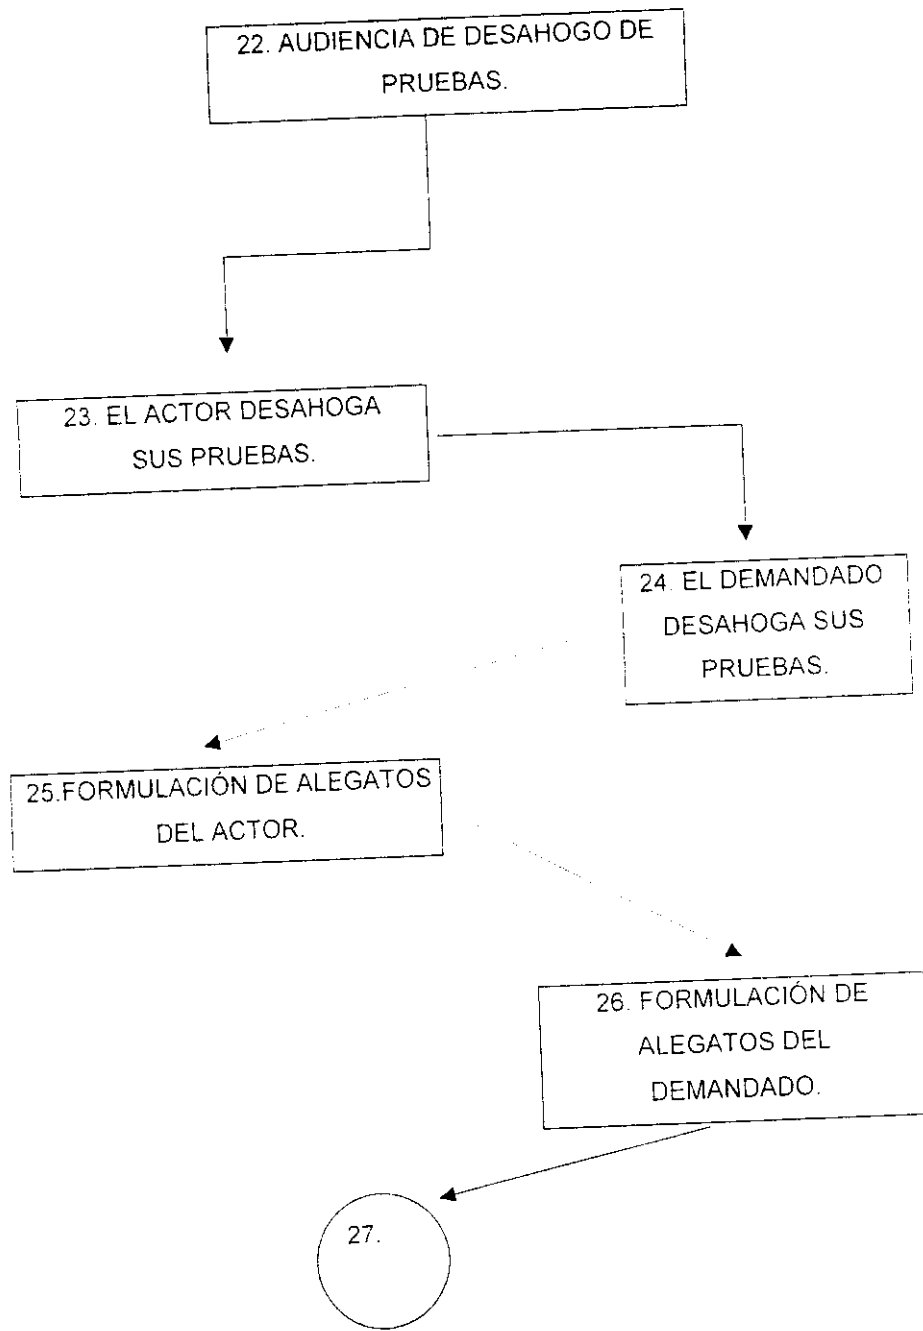 22. AUDIENCIA DE DESAHOGO DE
PRUEBAS.
23. EL ACTOR DESAHOGA
SUS PRUEBAS.
24. EL DEMANDADO
DESAHOGA SUS
PRUEBAS.
25.FORMULACIÓN DE ALEGATOS
DEL ACTOR.
26. FORMULACIÓN DE
ALEGATOS DEL
DEMANDADO.
27.